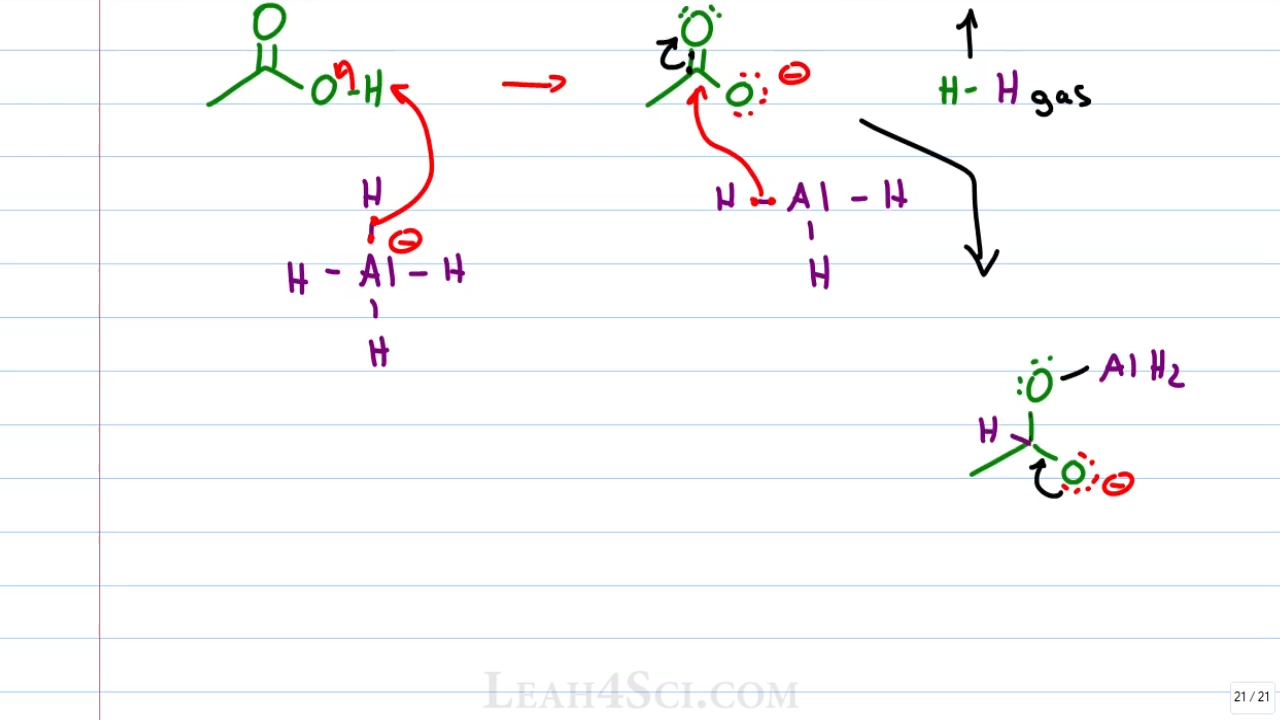 O
O H
H
⊖
H - Al - H
H
:Ö:
O ⊖
H - Al - H
H
H - H gas
:Ö - AlH2
H
O ⊖
LEAH4SCI.COM
21 / 21